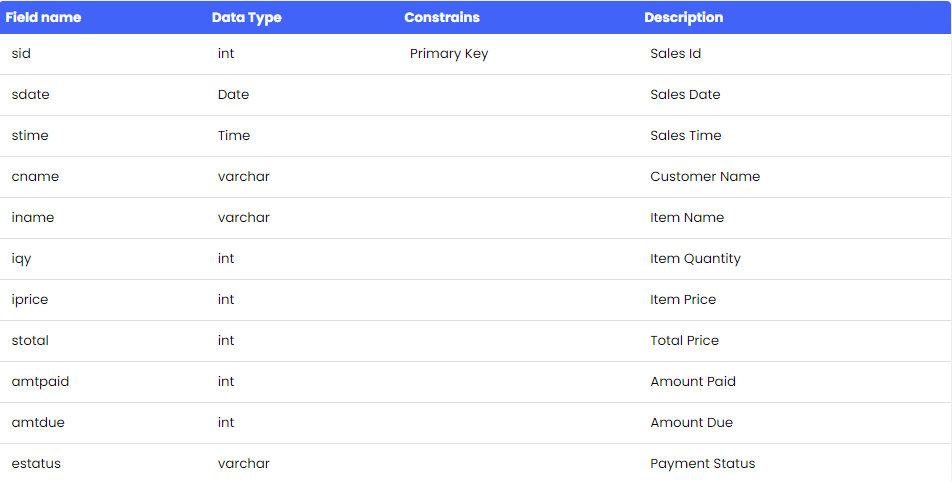 Field name Data Type Constrains Description
sid int Primary Key Sales Id
sdate Date Sales Date
stime Time Sales Time
cname varchar Customer Name
iname varchar Item Name
iqy int Item Quantity
iprice int Item Price
stotal int Total Price
amtpaid int Amount Paid
amtdue int Amount Due
estatus varchar Payment Status